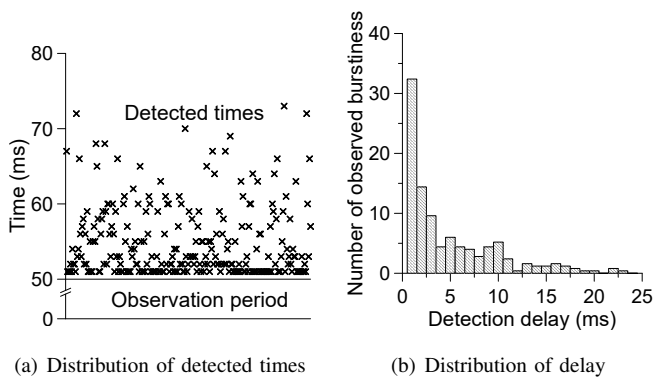 80
70
60
50
0
Time (ms)
Detected times
Observation period
(a) Distribution of detected times
40
30
20
10
0
Number of observed burstiness
0 5 10 15 20 25
Detection delay (ms)
(b) Distribution of delay